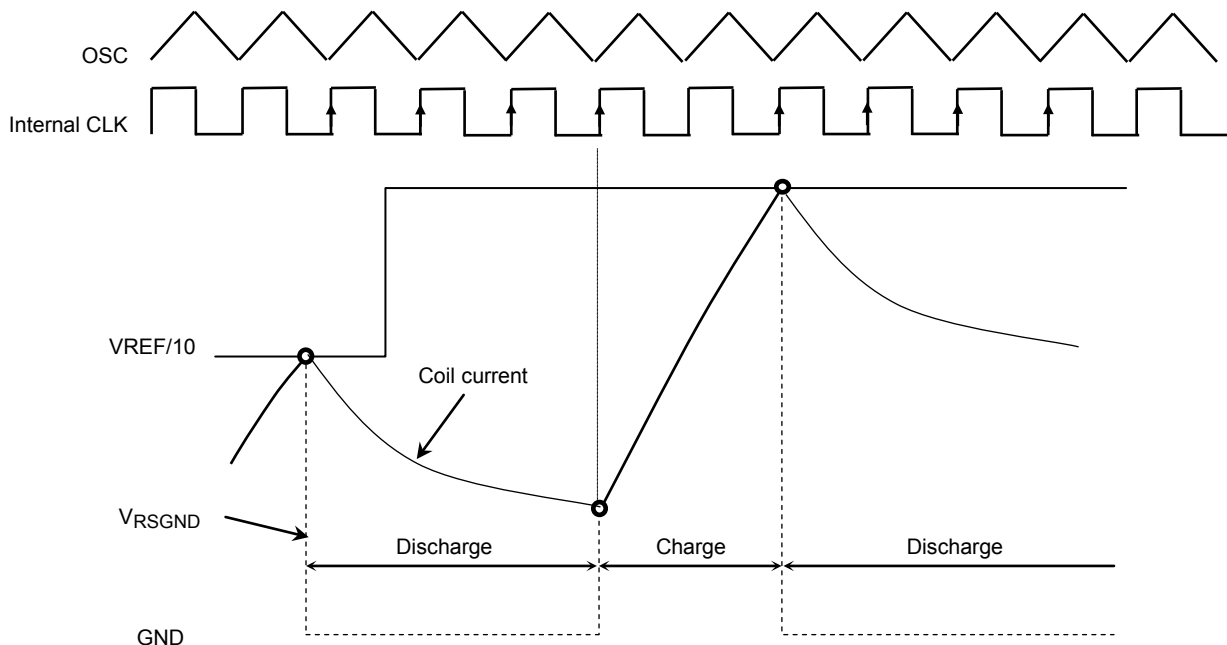 OSC
Internal CLK
VREF/10
Coil current
VRSGND
Discharge
Charge
Discharge
GND